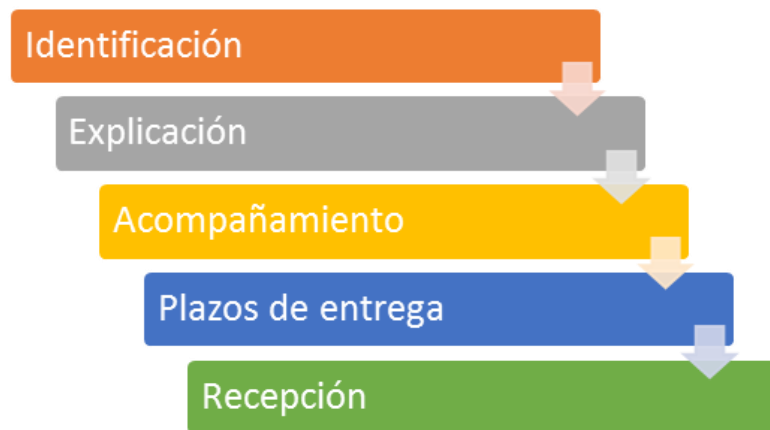 Identificación
Explicación
Acompañamiento
Plazos de entrega
Recepción